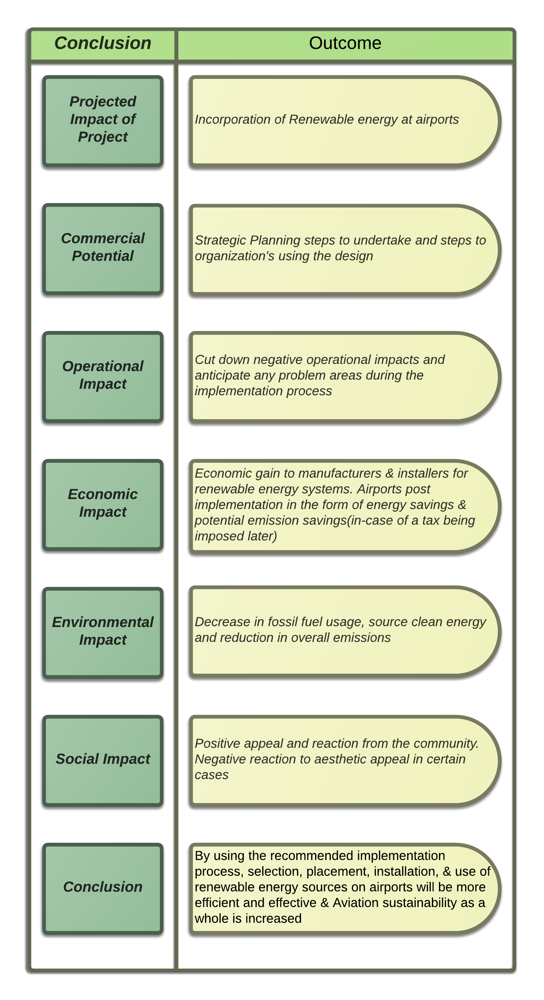 Conclusion
Outcome
Projected
Impact of
Project
Incorporation of Renewable energy at airports
Commercial
Potential
Strategic Planning steps to undertake and steps to
organization's using the design
Operational
Impact
Cut down negative operational impacts and
anticipate any problem areas during the
implementation process
Economic
Impact
Economic gain to manufacturers & installers for
renewable energy systems. Airports post
implementation in the form of energy savings &
potential emission savings(in-case of a tax being
imposed later)
Environmental
Impact
Decrease in fossil fuel usage, source clean energy
and reduction in overall emissions
Social Impact
Positive appeal and reaction from the community.
Negative reaction to aesthetic appeal in certain
cases
Conclusion
By using the recommended implementation
process, selection, placement, installation, & use of
renewable energy sources on airports will be more
efficient and effective & Aviation sustainability as a
whole is increased